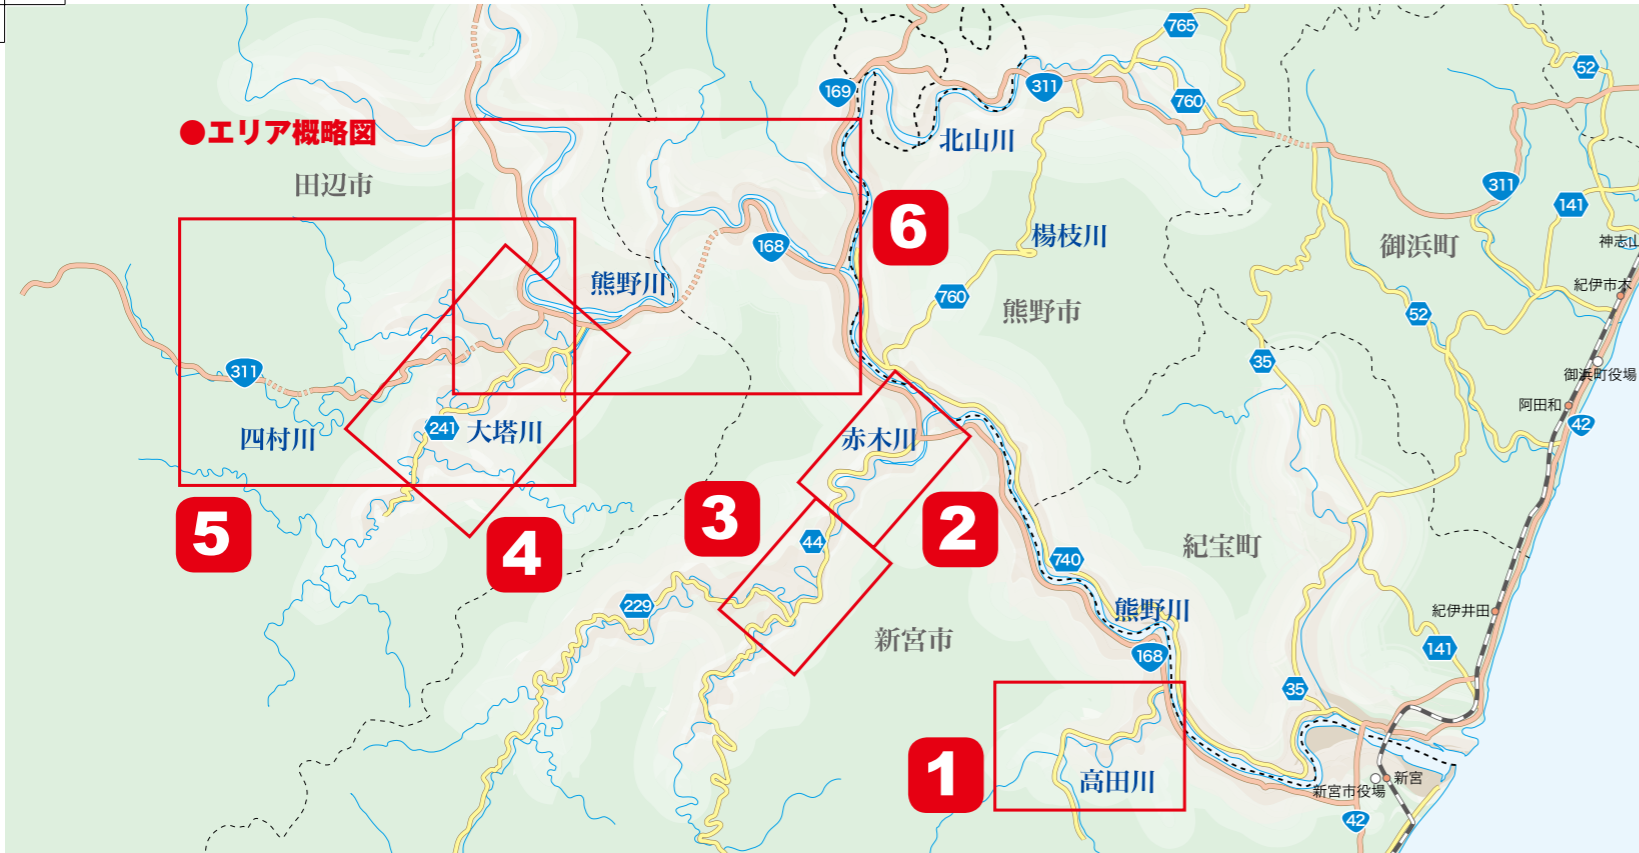 765
52
169
311
760
北山川
●エリア概略図
田辺市
311
141
6
楊枝川
168
御浜町
神志山
熊野川
紀伊市木
760
熊野市
52
35
311
御浜町役場
阿田和
42
241
大塔川
四村川
赤木川
3
2
5
4
44
740
紀宝町
229
熊野川
紀伊井田
新宮市
141
168
35
1
高田川
新宮
新宮市役場
42